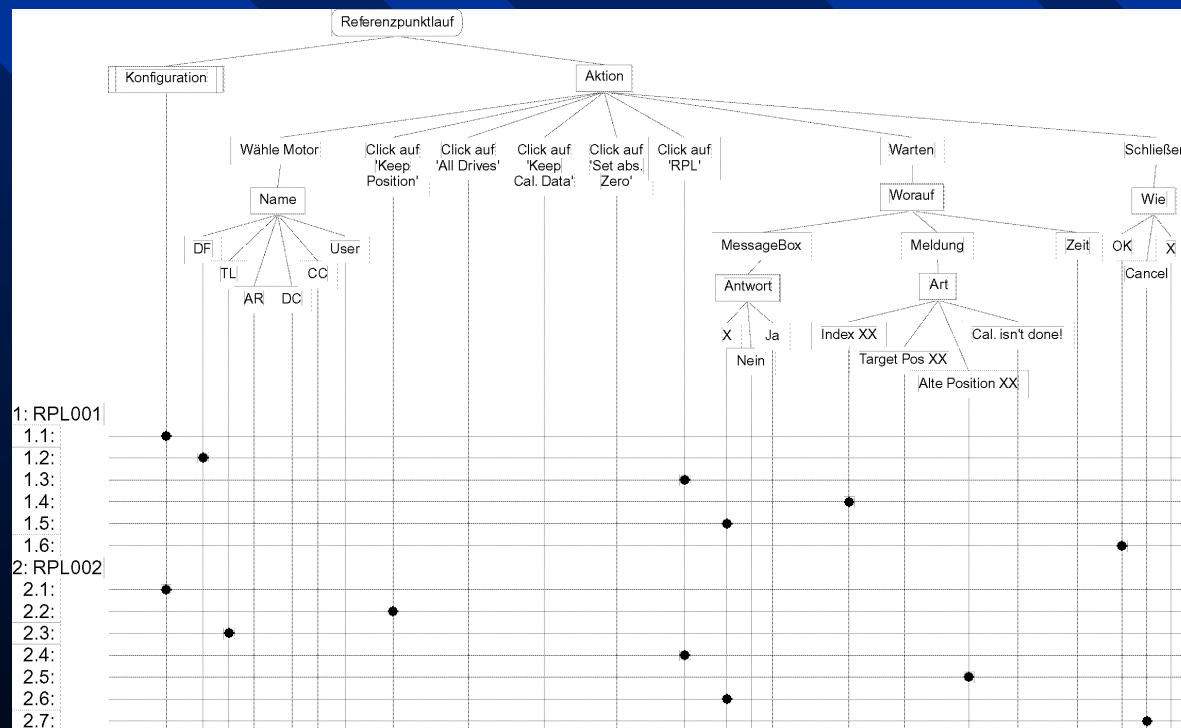 Referenzpunktlauf
Konfiguration
Aktion
Wähle Motor
Click auf
'Keep
Position'
Click auf
'All Drives'
Click auf
'Keep
Cal. Data'
Click auf
'Set abs.
Zero'
Click auf
'RPL'
Warten
Schließen
Name
Worauf
Wie
DF
TL
AR
DC
CC
User
MessageBox
Meldung
Zeit
OK
Cancel
X
Antwort
Art
X
Nein
Ja
Index XX
Target Pos XX
Alte Position XX
Cal. isn't done!
1: RPL001
1.1:
1.2:
1.3:
1.4:
1.5:
1.6:
2: RPL002
2.1:
2.2:
2.3:
2.4:
2.5:
2.6:
2.7: